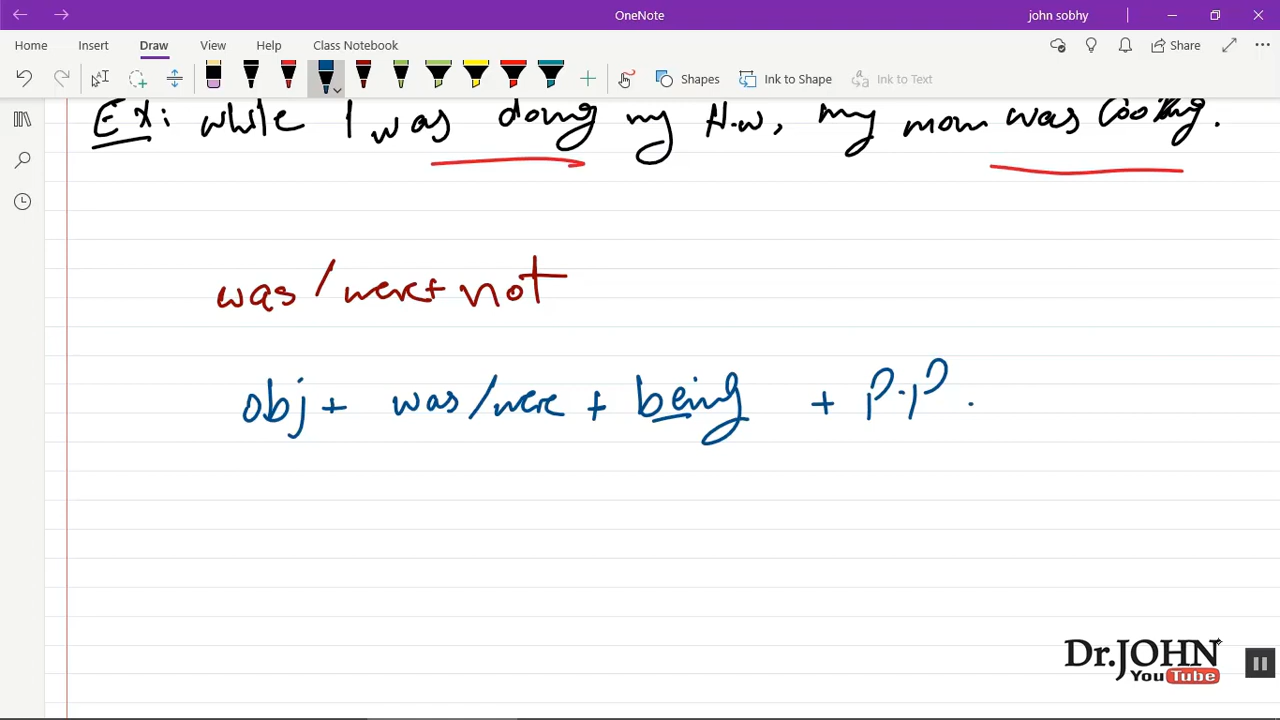 OneNote
john sobhy
Home Insert Draw View Help Class Notebook Share
Shapes Ink to Shape Ink to Text
Ex: while I was doing my H.w, my mom was Cooking.
was/were+ not
obj + was/were + being + P.P.
Dr.JOHN
YouTube